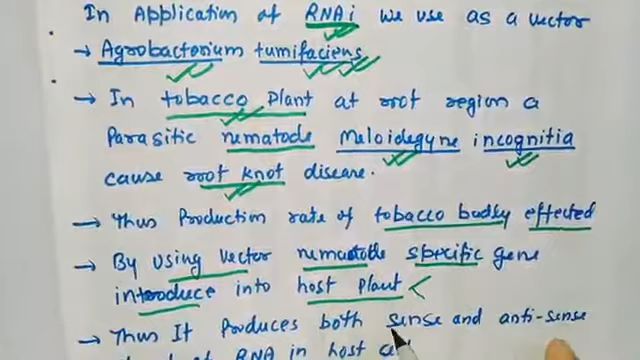 In Application of RNAi we use as a vector
→ Agrobactorium tumifaciens
→ In tobacco plant at root region a
Parasitic nematode Meloidegyne incognitia
cause root knot disease.
→ Thus Production rate of tobacco badly effected
→ By using vector nematode specific gene
introduce into host plant <
→ Thus It Produces both sense and anti-sense
RNA in host cell